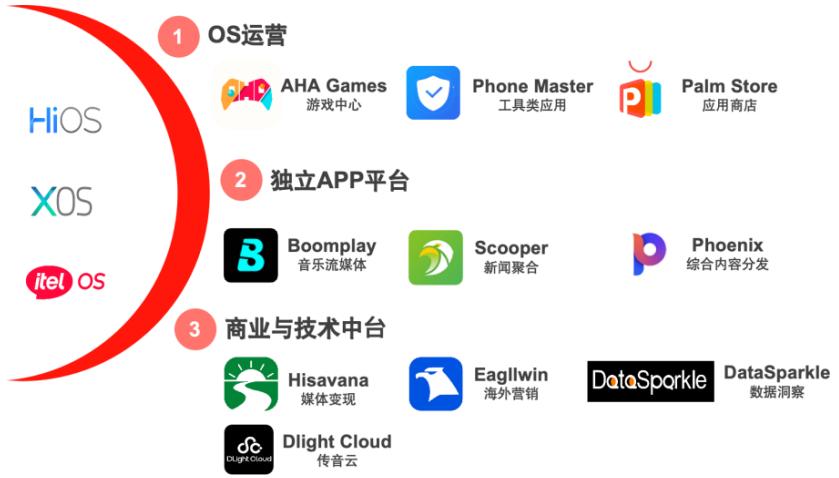 HiOS
XOS
itel OS
1 OS运营
AHA Games
游戏中心
Phone Master
工具类应用
P
Palm Store
应用商店
2 独立APP平台
B
Boomplay
音乐流媒体
Scooper
新闻聚合
Phoenix
综合内容分发
3 商业与技术中台
Hisavana
媒体变现
Eagllwin
海外营销
DataSparkle
DataSparkle
数据洞察
DLight Cloud
Dlight Cloud
传音云